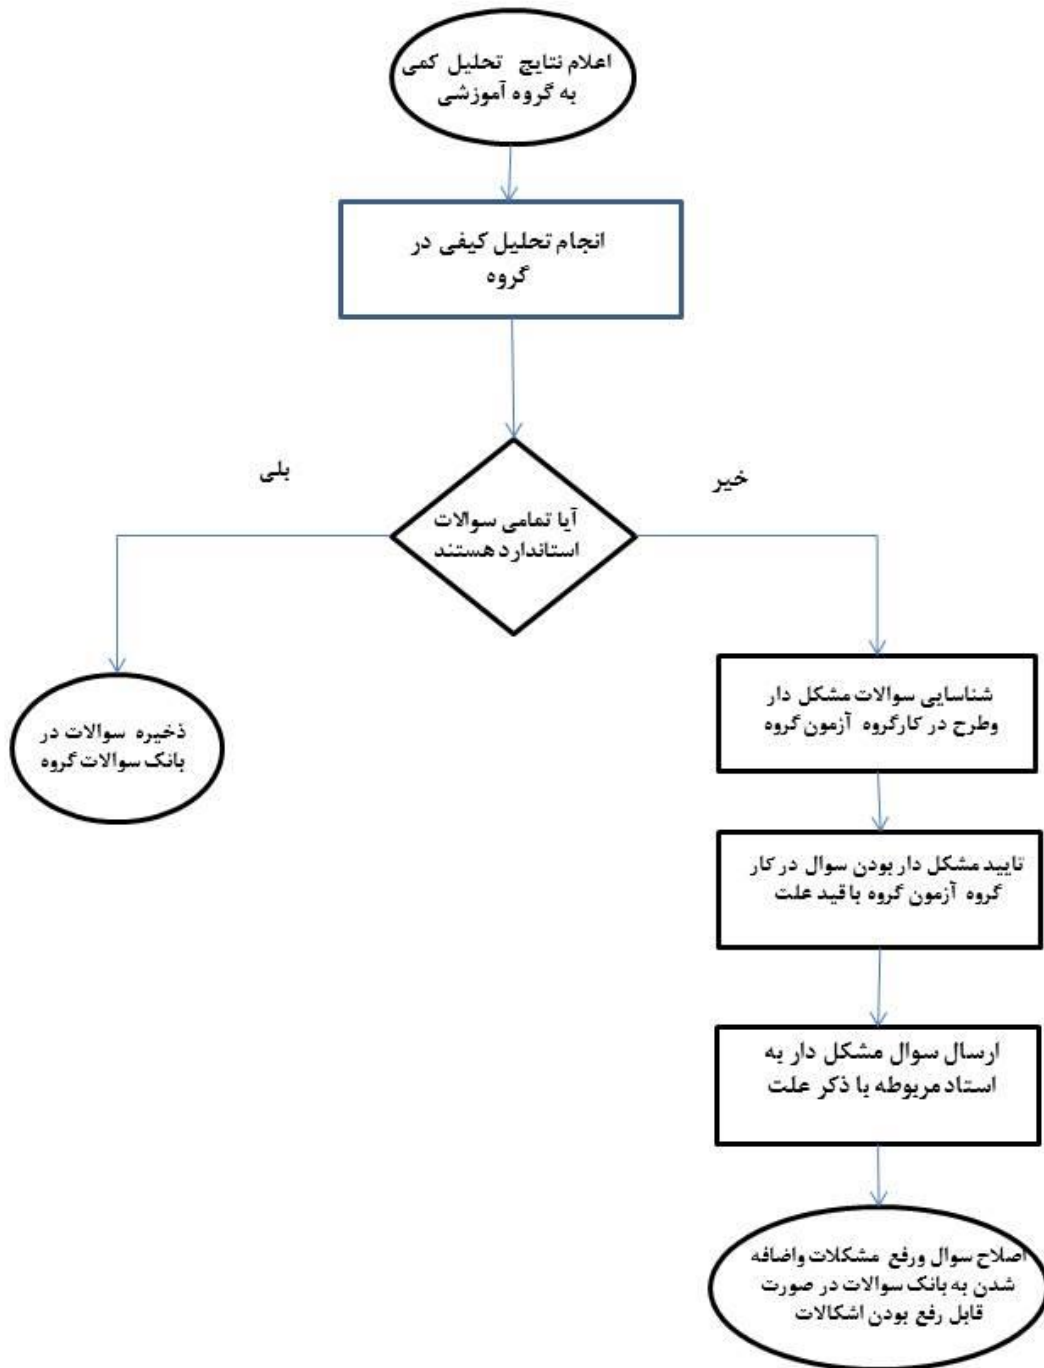 اعلام نتایج تحلیل کمی
به گروه آموزشی
انجام تحلیل کیفی در
گروه
خیر
بلی
آیا تمامی سوالات
استاندارد هستند
شناسایی سوالات مشکل دار
وطرح در کارگروه آزمون گروه
ذخیره سوالات در
بانک سوالات گروه
تایید مشکل دار بودن سوال در کار
گروه آزمون گروه با قید علت
ارسال سوال مشکل دار به
استاد مربوطه با ذکر علت
اصلاح سوال ورفع مشکلات واضافه
شدن به بانک سوالات در صورت
قابل رفع بودن اشکالات